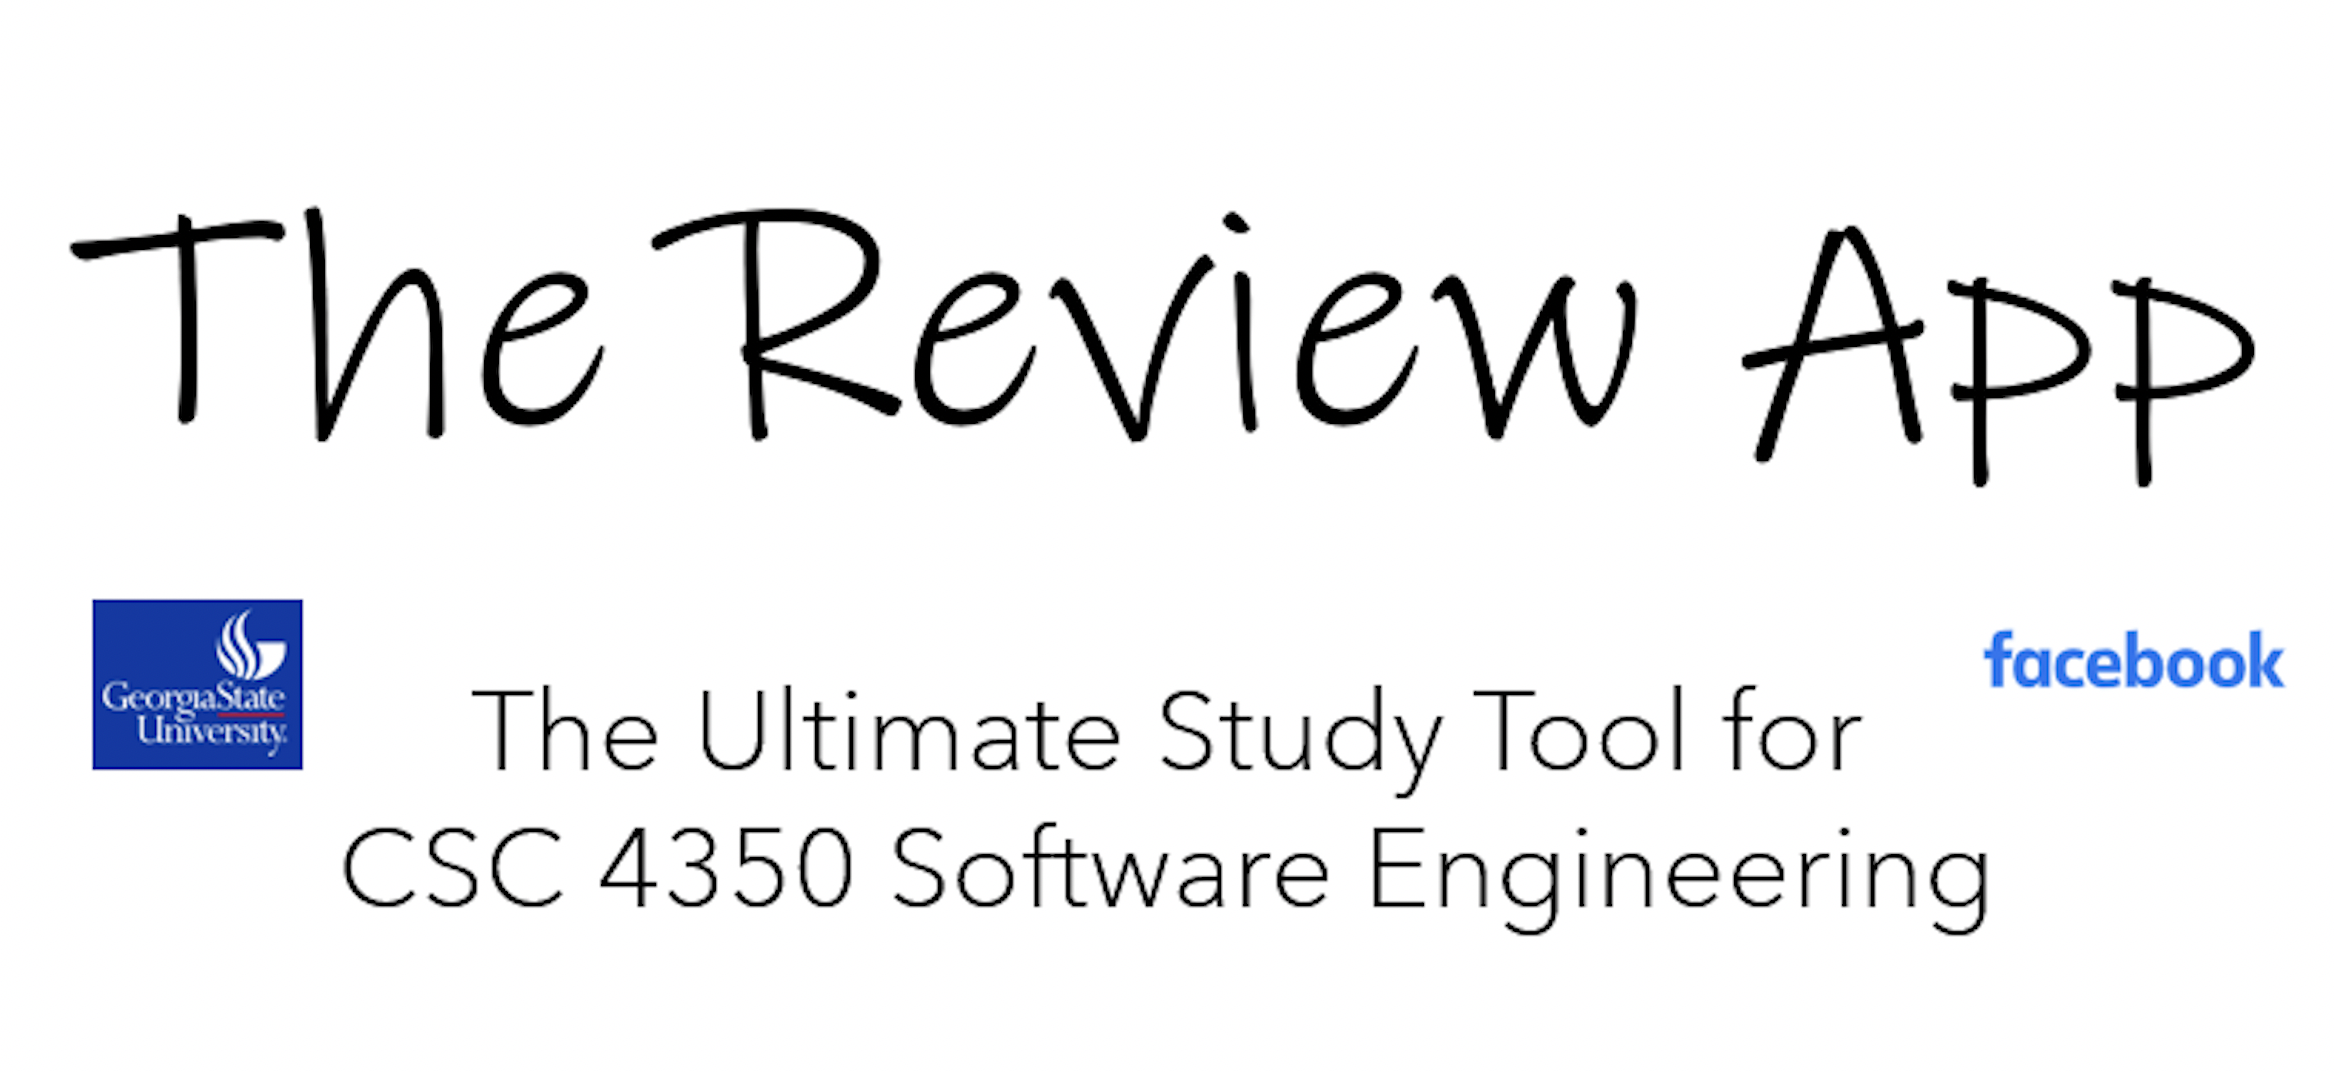 The Review App
GeorgiaState
University.
facebook
The Ultimate Study Tool for
CSC 4350 Software Engineering